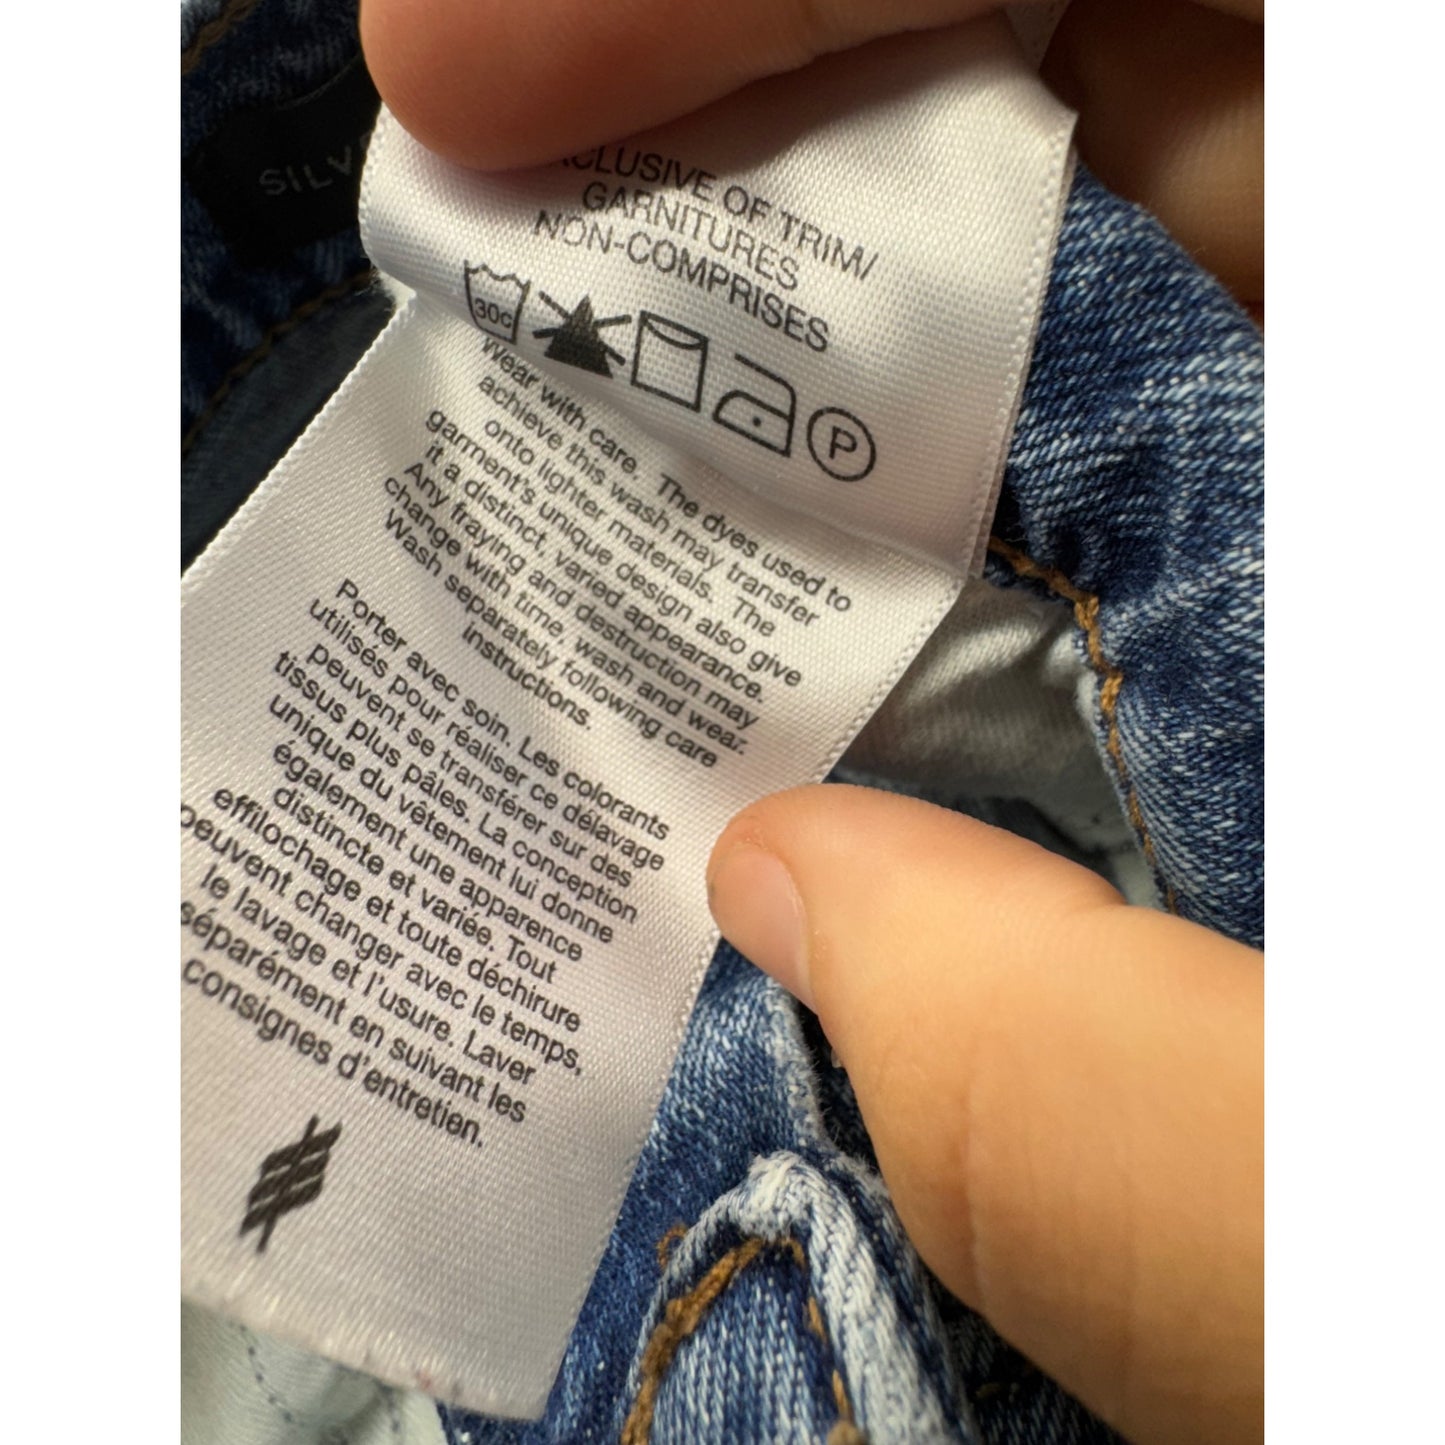 SILV
CLUSIVE OF TRIM/
GARNITURES
NON-COMPRISES
30c
P
Wear with care. The dyes used to
achieve this wash may transfer
onto lighter materials. The
garment's unique design also give
it a distinct, varied appearance.
Any fraying and destruction may
change with time, wash and wear.
Wash separately following care
instructions.
Porter avec soin. Les colorants
utilisés pour réaliser ce délavage
peuvent se transférer sur des
tissus plus pâles. La conception
unique du vêtement lui donne
également une apparence
distincte et variée. Tout
effilochage et toute déchirure
peuvent changer avec le temps,
le lavage et l'usure. Laver
séparément en suivant les
consignes d'entretien.